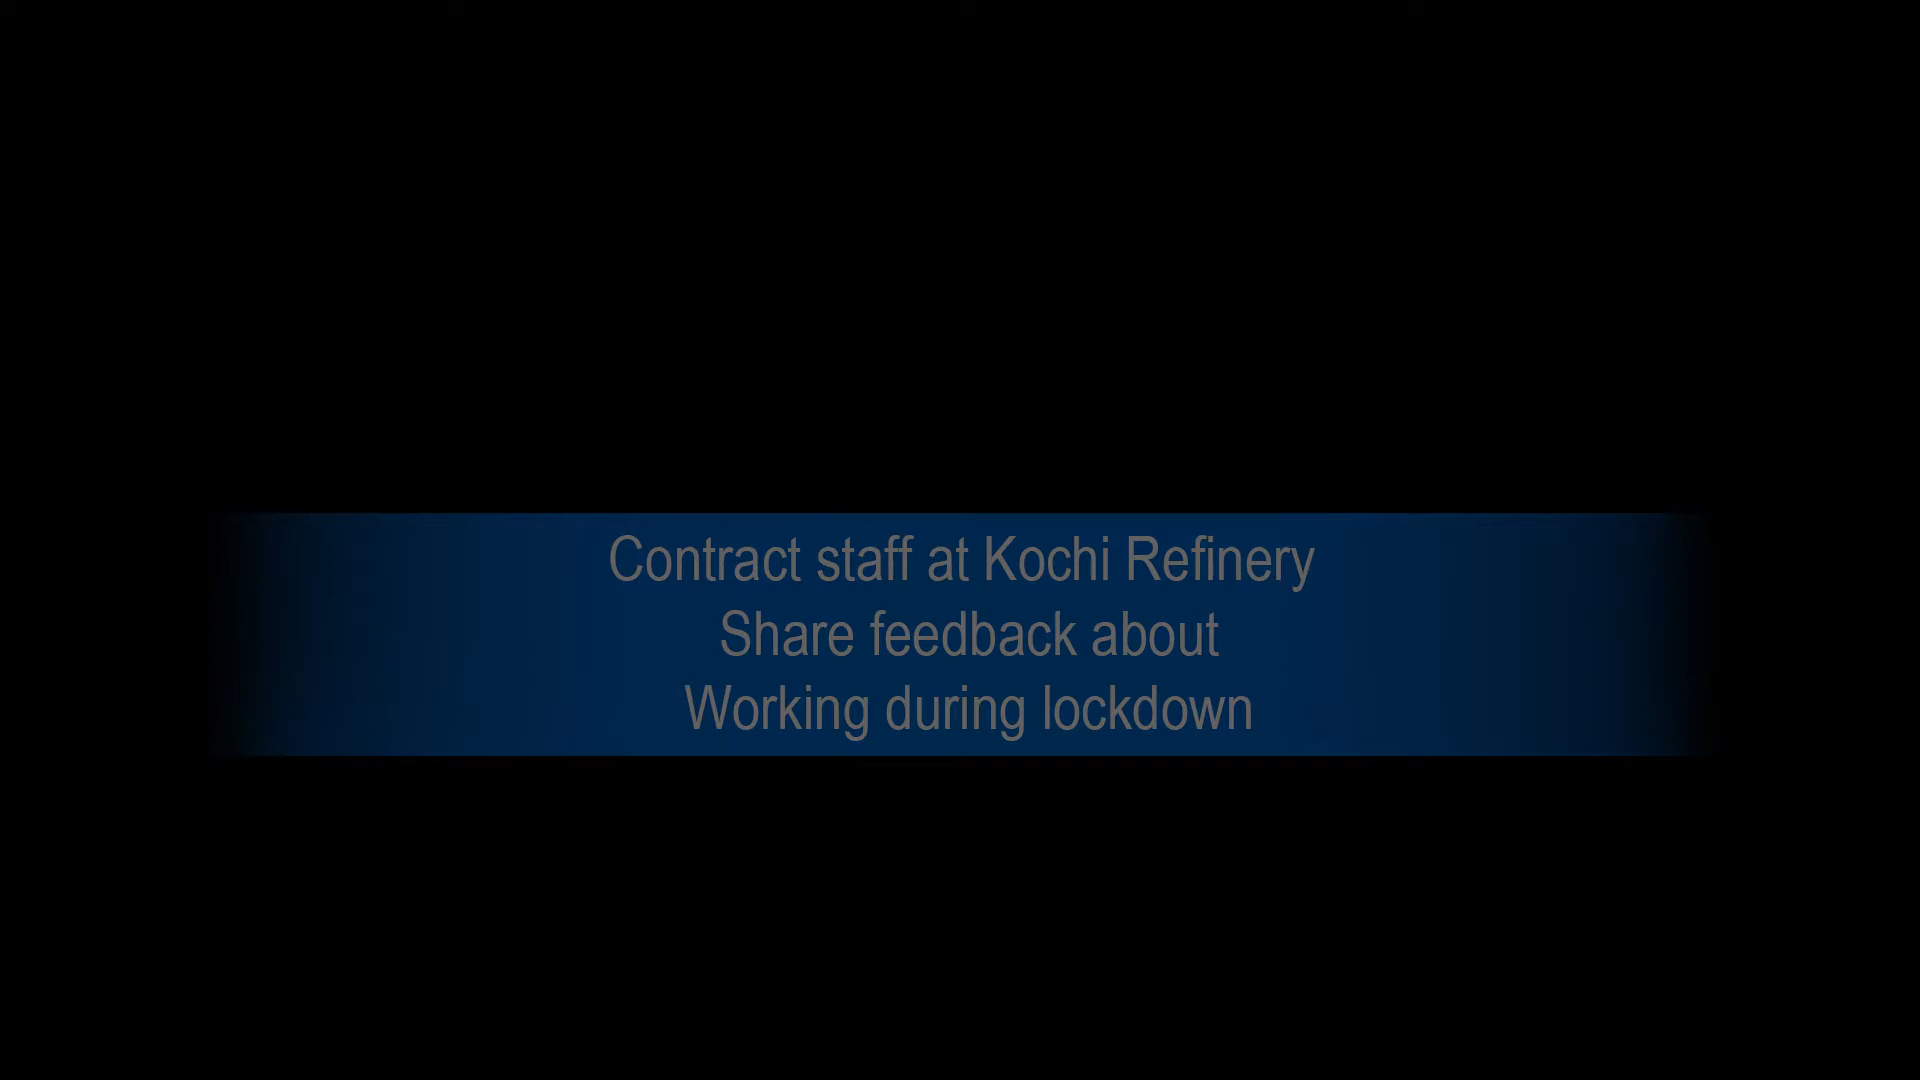 Contract staff at Kochi Refinery
Share feedback about
Working during lockdown